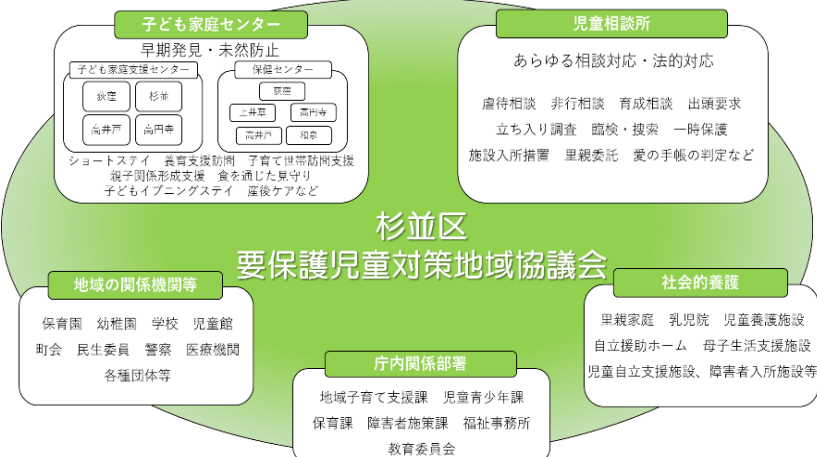 子ども家庭センター
早期発見・未然防止
子ども家庭支援センター
荻窪 杉並
高井戸 高円寺
保健センター
荻窪
上井草 高円寺
高井戸 和泉
ショートステイ 養育支援訪問 子育て世帯訪問支援
親子関係形成支援 食を通じた見守り
子どもイブニングステイ 産後ケアなど
児童相談所
あらゆる相談対応・法的対応
虐待相談 非行相談 育成相談 出頭要求
立ち入り調査 臨検・捜索 一時保護
施設入所措置 里親委託 愛の手帳の判定など
杉並区
要保護児童対策地域協議会
地域の関係機関等
保育園 幼稚園 学校 児童館
町会 民生委員 警察 医療機関
各種団体等
庁内関係部署
地域子育て支援課 児童青少年課
保育課 障害者施策課 福祉事務所
教育委員会
社会的養護
里親家庭 乳児院 児童養護施設
自立援助ホーム 母子生活支援施設
児童自立支援施設、障害者入所施設等